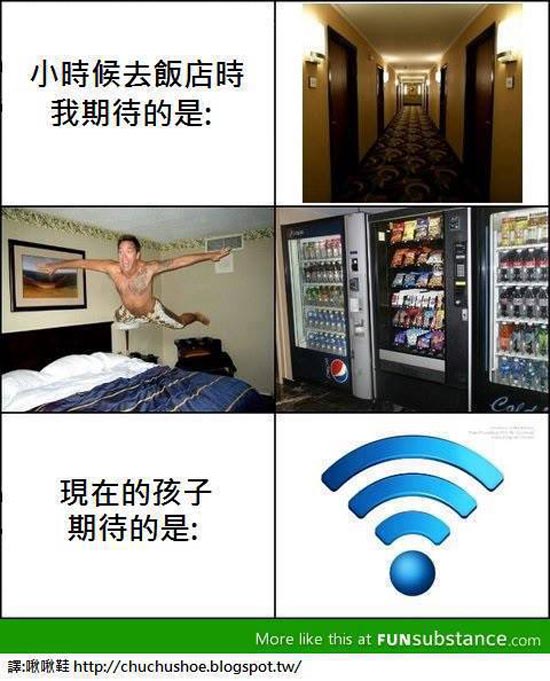 小時候去飯店時
我期待的是:
現在的孩子
期待的是:
More like this at FUNsubstance.com
譯:啾啾鞋 http://chuchushoe.blogspot.tw/